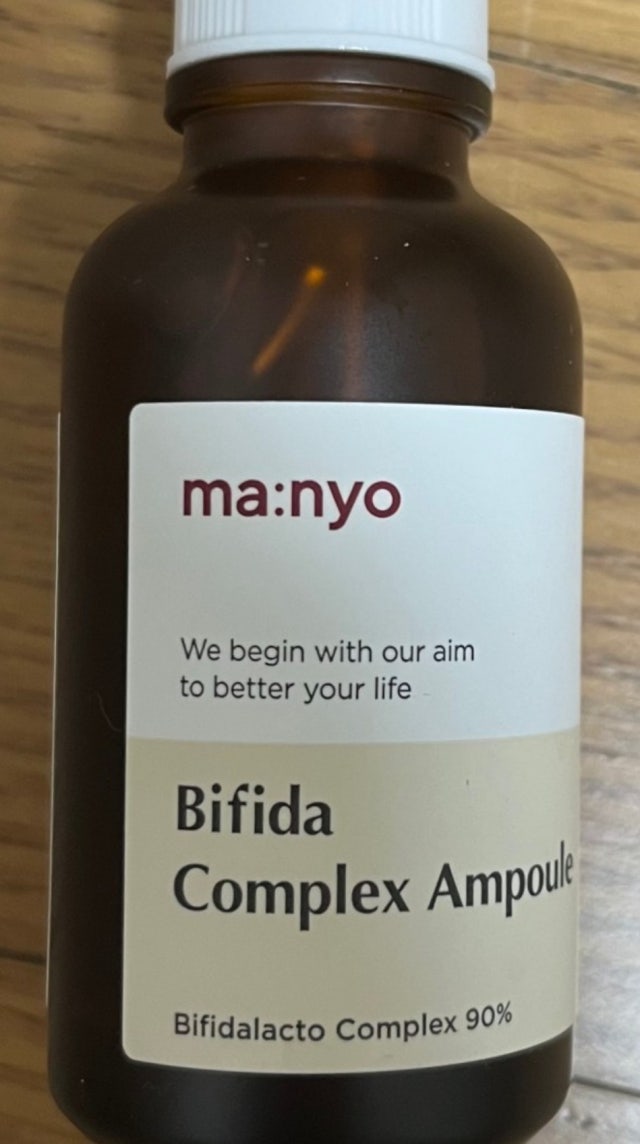 ma:nyo
We begin with our aim
to better your life
Bifida
Complex Ampoule
Bifidalacto Complex 90%